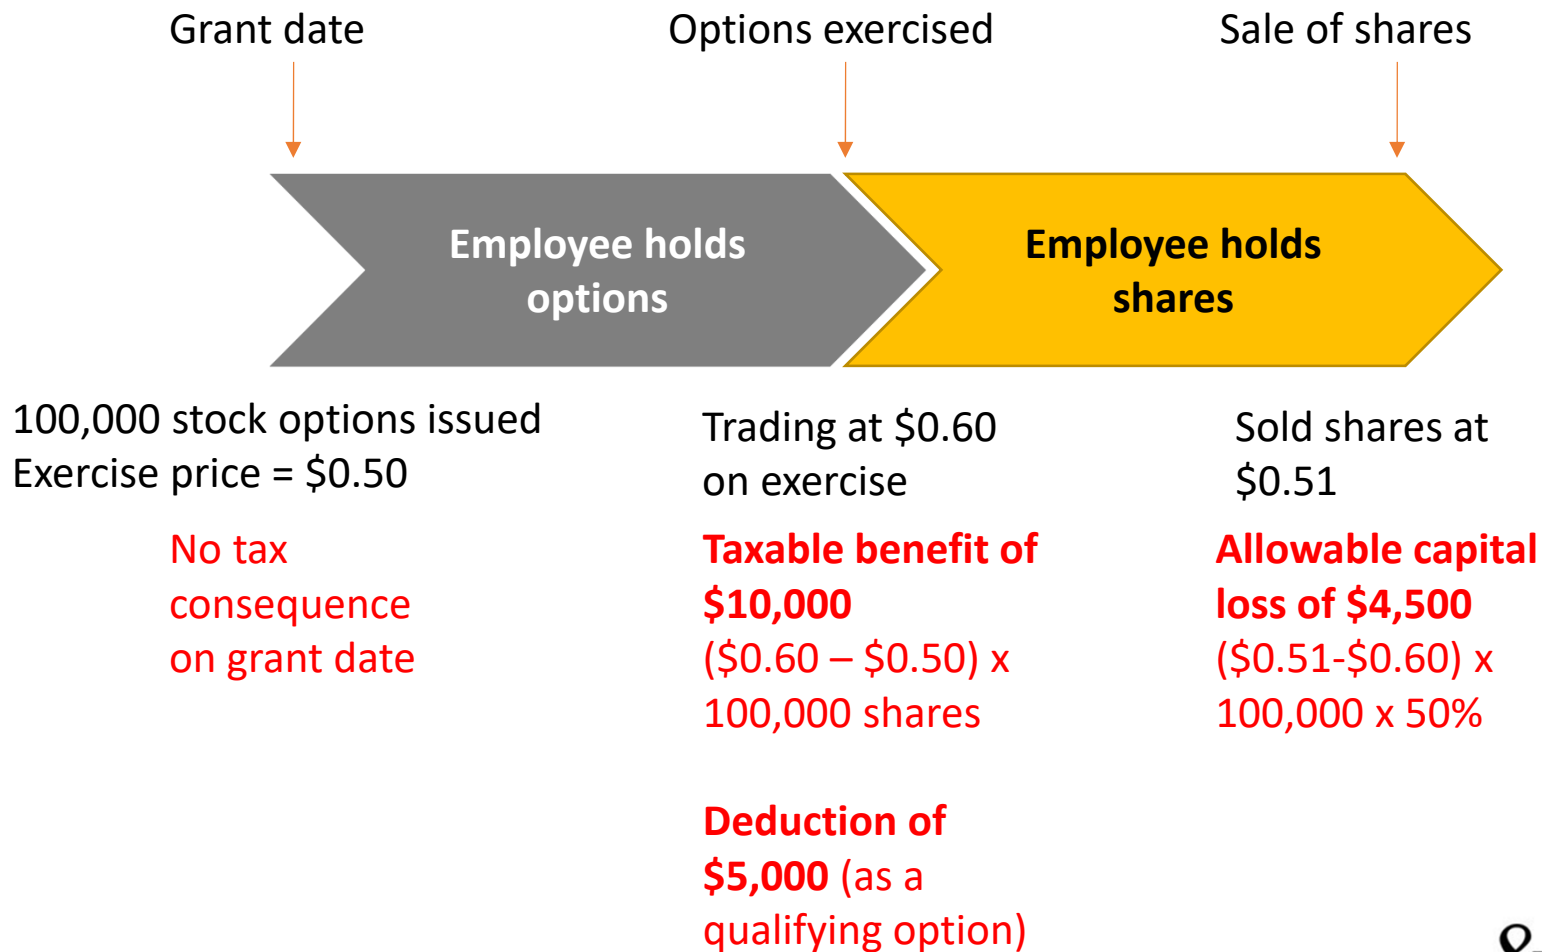 Grant date
Options exercised
Sale of shares
Employee holds
options
Employee holds
shares
100,000 stock options issued
Exercise price = $0.50
No tax
consequence
on grant date
Trading at $0.60
on exercise
Taxable benefit of
$10,000
($0.60 – $0.50) x
100,000 shares
Deduction of
$5,000 (as a
qualifying option)
Sold shares at
$0.51
Allowable capital
loss of $4,500
($0.51-$0.60) x
100,000 x 50%